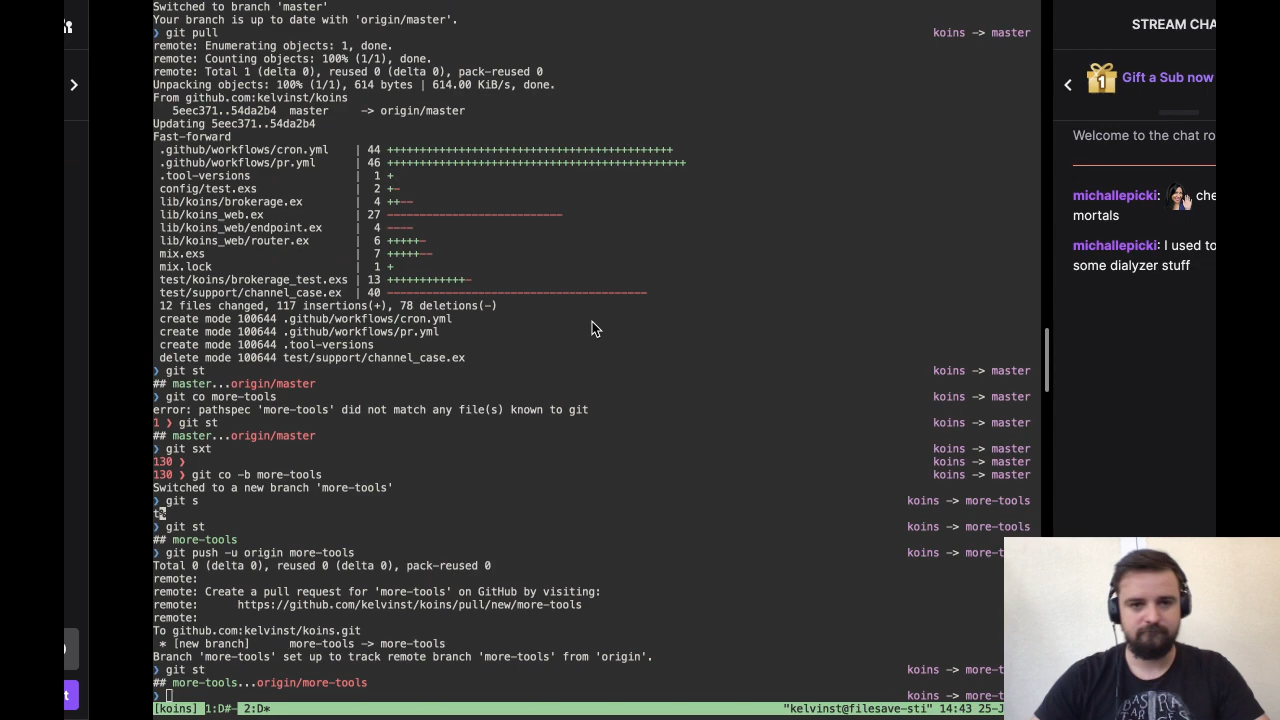 Switched to branch 'master'
Your branch is up to date with 'origin/master'.
❯ git pull koins —> master
remote: Enumerating objects: 1, done.
remote: Counting objects: 100% (1/1), done.
remote: Total 1 (delta 0), reused 0 (delta 0), pack-reused 0
Unpacking objects: 100% (1/1), 614 bytes | 614.00 KiB/s, done.
From github.com:kelvinst/koins
5eec371..54da2b4 master -> origin/master
Updating 5eec371..54da2b4
Fast-forward
.github/workflows/cron.yml | 44 ++++++++++++++++++++++++++++++++++++++++++++
.github/workflows/pr.yml | 46 ++++++++++++++++++++++++++++++++++++++++++++++
.tool-versions | 1 +
config/test.exs | 2 +-
lib/koins/brokerage.ex | 4 ++--
lib/koins_web.ex | 27 ---------------------------
lib/koins_web/endpoint.ex | 4 ----
lib/koins_web/router.ex | 6 +++++-
mix.exs | 7 +++++--
mix.lock | 1 +
test/koins/brokerage_test.exs | 13 ++++++++++++-
test/support/channel_case.ex | 40 ----------------------------------------
12 files changed, 117 insertions(+), 78 deletions(-)
create mode 100644 .github/workflows/cron.yml
create mode 100644 .github/workflows/pr.yml
create mode 100644 .tool-versions
delete mode 100644 test/support/channel_case.ex
❯ git st koins —> master
## master...origin/master
❯ git co more-tools koins —> master
error: pathspec 'more-tools' did not match any file(s) known to git
1 ❯ git st koins —> master
## master...origin/master
❯ git sxt koins —> master
130 ❯ koins —> master
130 ❯ git co -b more-tools koins —> master
Switched to a new branch 'more-tools'
❯ git s koins —> more-tools
t%
❯ git st koins —> more-tools
## more-tools
❯ git push -u origin more-tools koins —> more-t
Total 0 (delta 0), reused 0 (delta 0), pack-reused 0
remote:
remote: Create a pull request for 'more-tools' on GitHub by visiting:
remote: https://github.com/kelvinst/koins/pull/new/more-tools
remote:
To github.com:kelvinst/koins.git
* [new branch] more-tools -> more-tools
Branch 'more-tools' set up to track remote branch 'more-tools' from 'origin'.
❯ git st koins —> more-t
## more-tools...origin/more-tools
❯ koins —> more-t
[koins] 1:D#- 2:D* "kelvinst@filesave-sti" 14:43 25-J
STREAM CHA
1
Gift a Sub now
Welcome to the chat ro
michallepicki: che
mortals
michallepicki: I used to
some dialyzer stuff